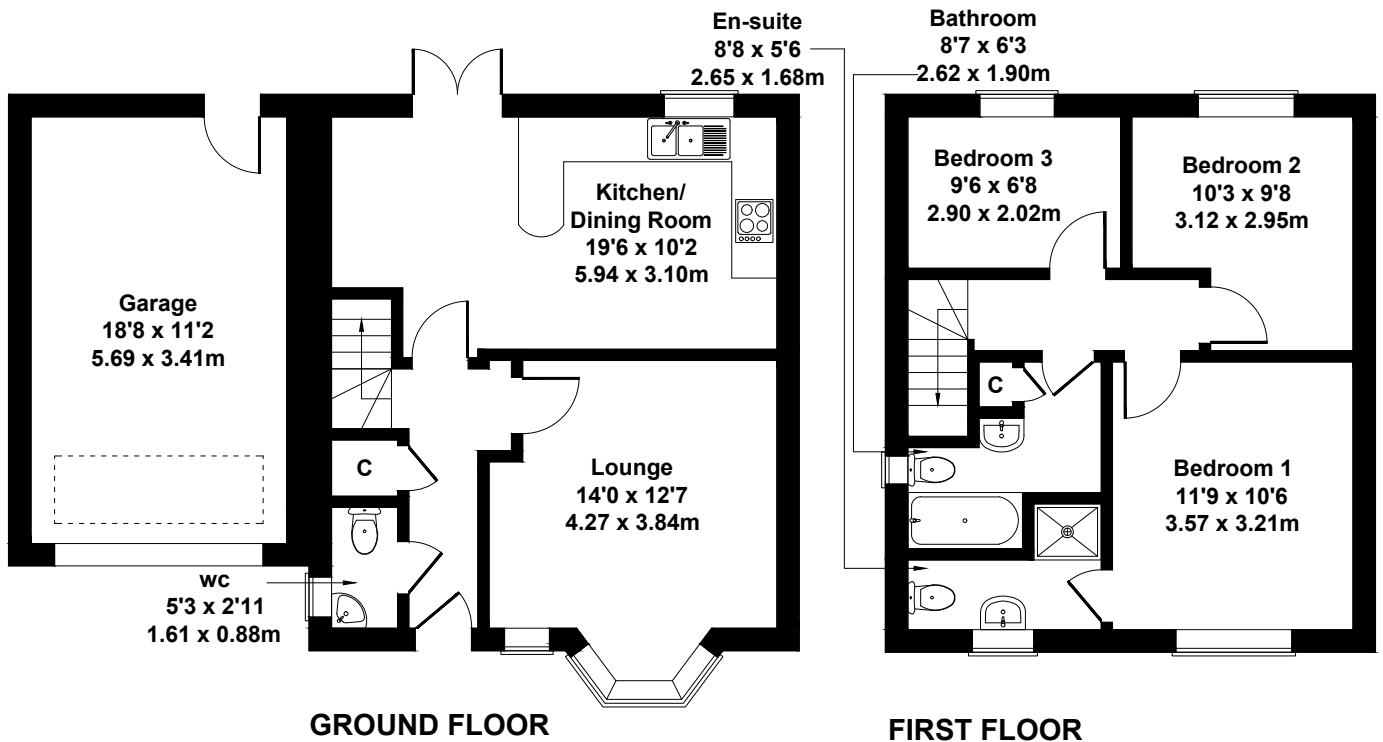 En-suite
8'8 x 5'6
2.65 x 1.68m
Bathroom
8'7 x 6'3
2.62 x 1.90m
Garage
18'8 x 11'2
5.69 x 3.41m
Kitchen/
Dining Room
19'6 x 10'2
5.94 x 3.10m
C
Lounge
14'0 x 12'7
4.27 x 3.84m
wc
5'3 x 2'11
1.61 x 0.88m
GROUND FLOOR
Bedroom 3
9'6 x 6'8
2.90 x 2.02m
Bedroom 2
10'3 x 9'8
3.12 x 2.95m
C
Bedroom 1
11'9 x 10'6
3.57 x 3.21m
FIRST FLOOR